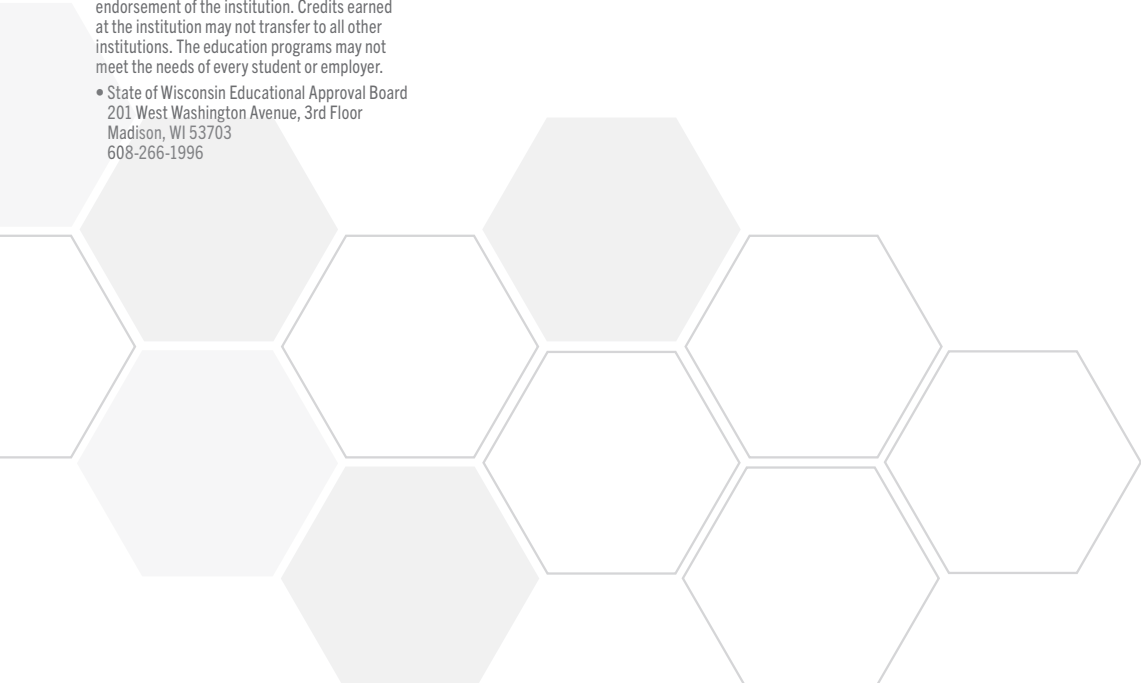 endorsement of the institution. Credits earned
at the institution may not transfer to all other
institutions. The education programs may not
meet the needs of every student or employer.
• State of Wisconsin Educational Approval Board
201 West Washington Avenue, 3rd Floor
Madison, WI 53703
608-266-1996